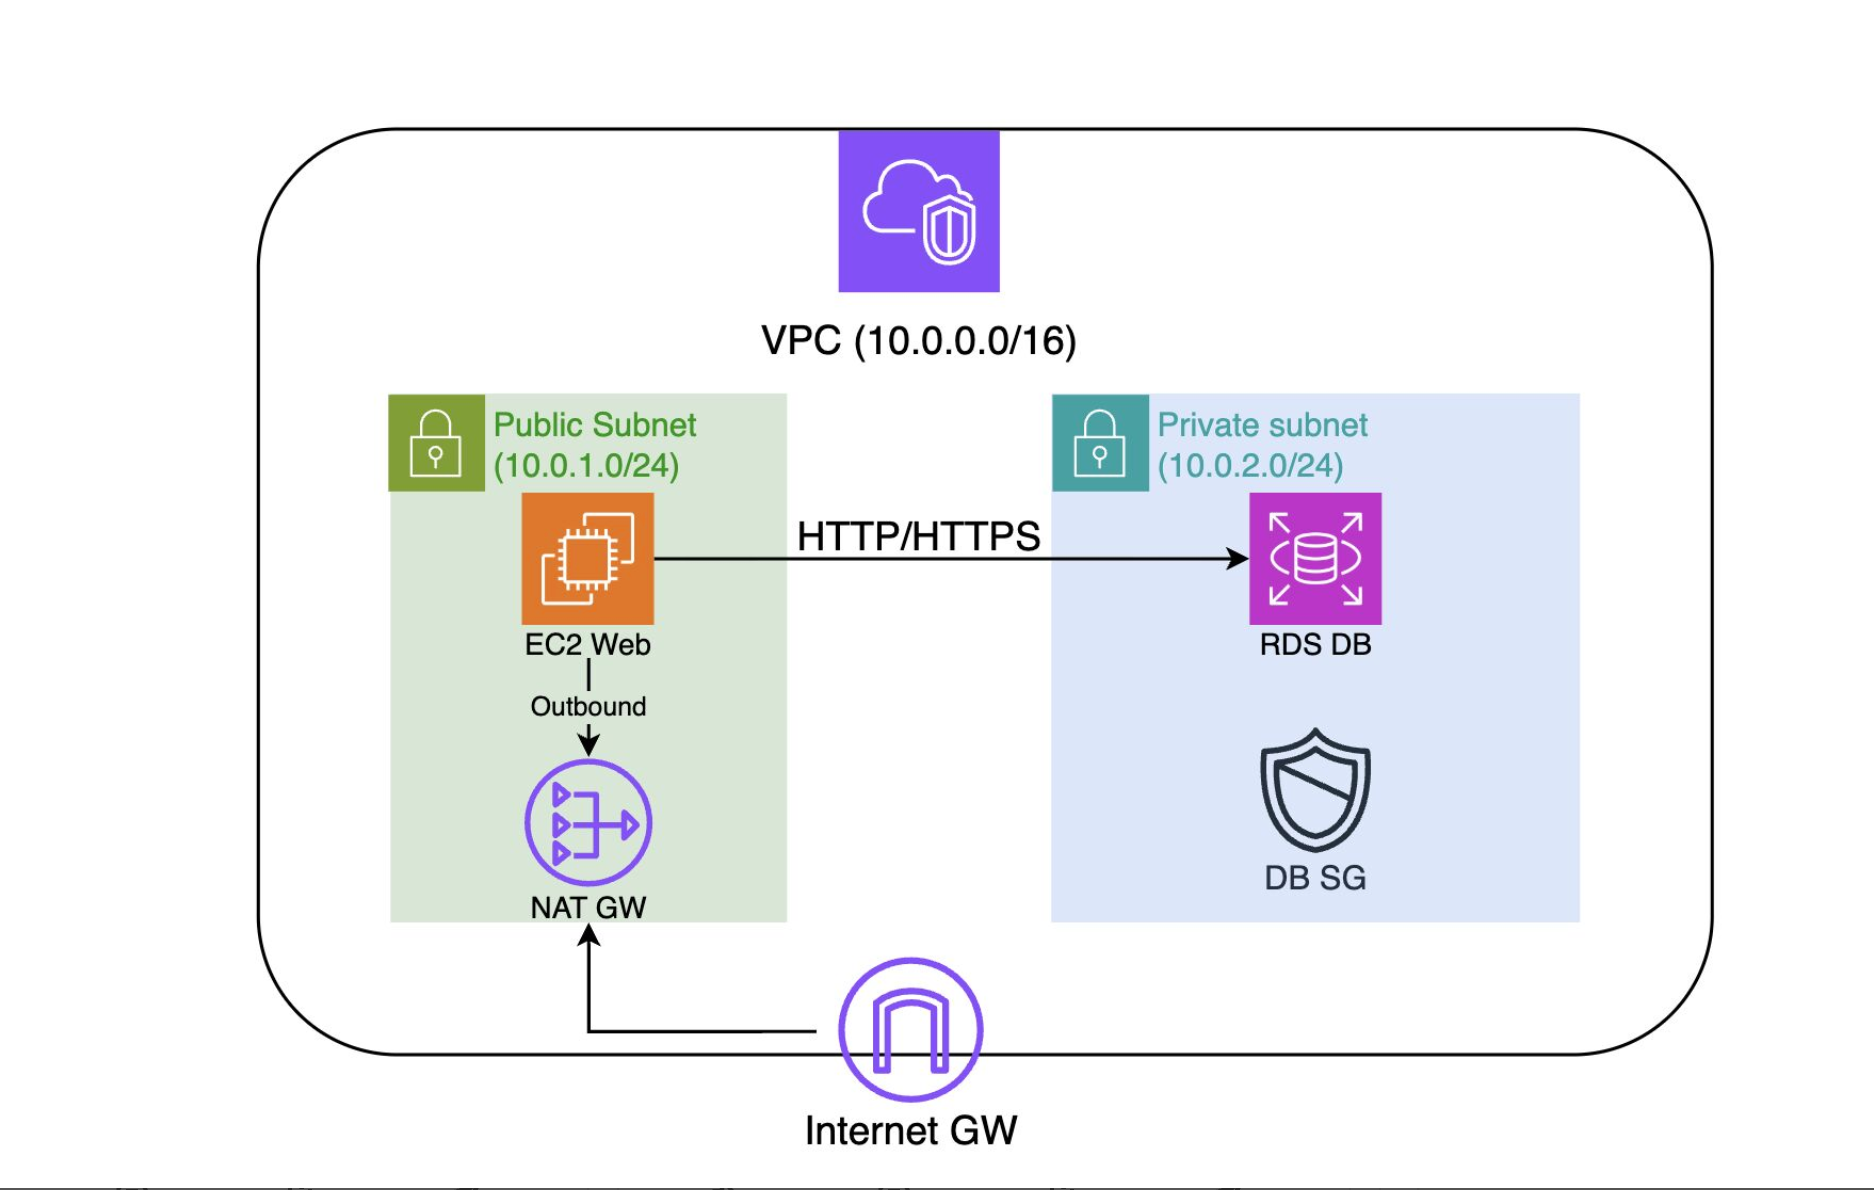 VPC (10.0.0.0/16)
Public Subnet
(10.0.1.0/24)
Private subnet
(10.0.2.0/24)
HTTP/HTTPS
EC2 Web
RDS DB
Outbound
NAT GW
DB SG
Internet GW